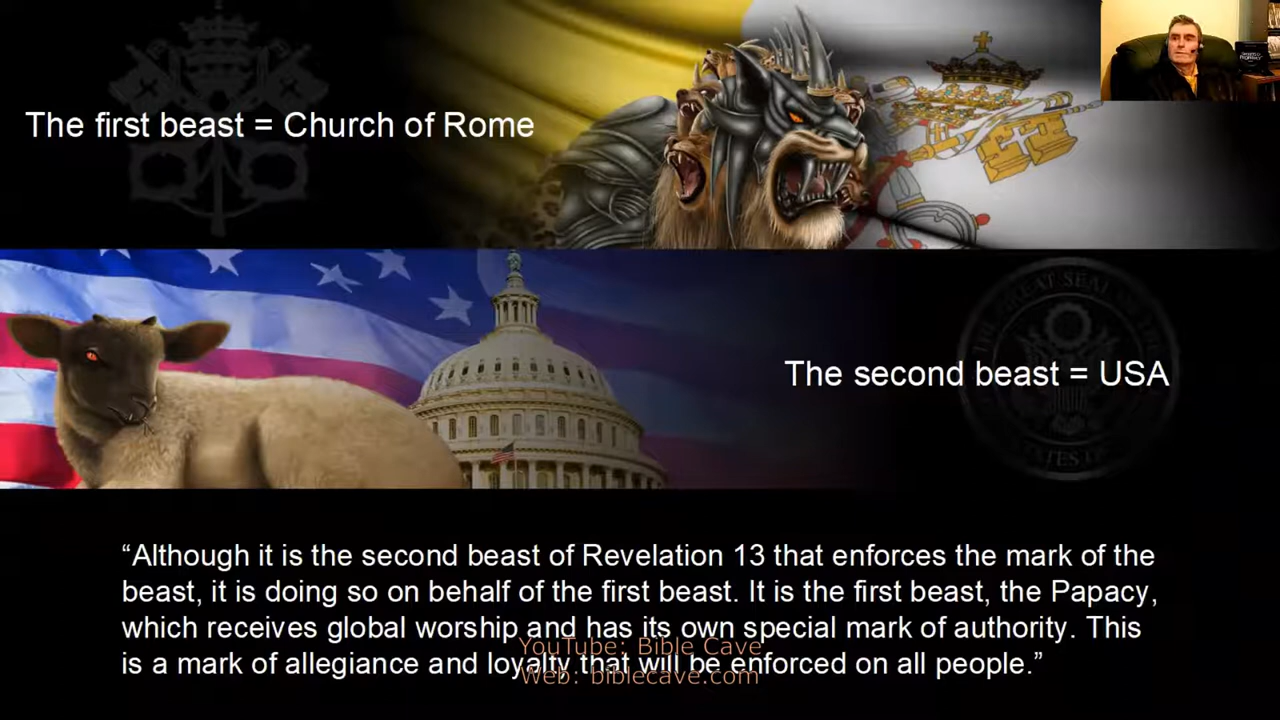 The first beast = Church of Rome
The second beast = USA
THE GREAT SEAL
“Although it is the second beast of Revelation 13 that enforces the mark of the
beast, it is doing so on behalf of the first beast. It is the first beast, the Papacy,
which receives global worship and has its own special mark of authority. This
is a mark of allegiance and loyalty that will be enforced on all people.”
YouTube: Bible Cave
Web: biblecave.com